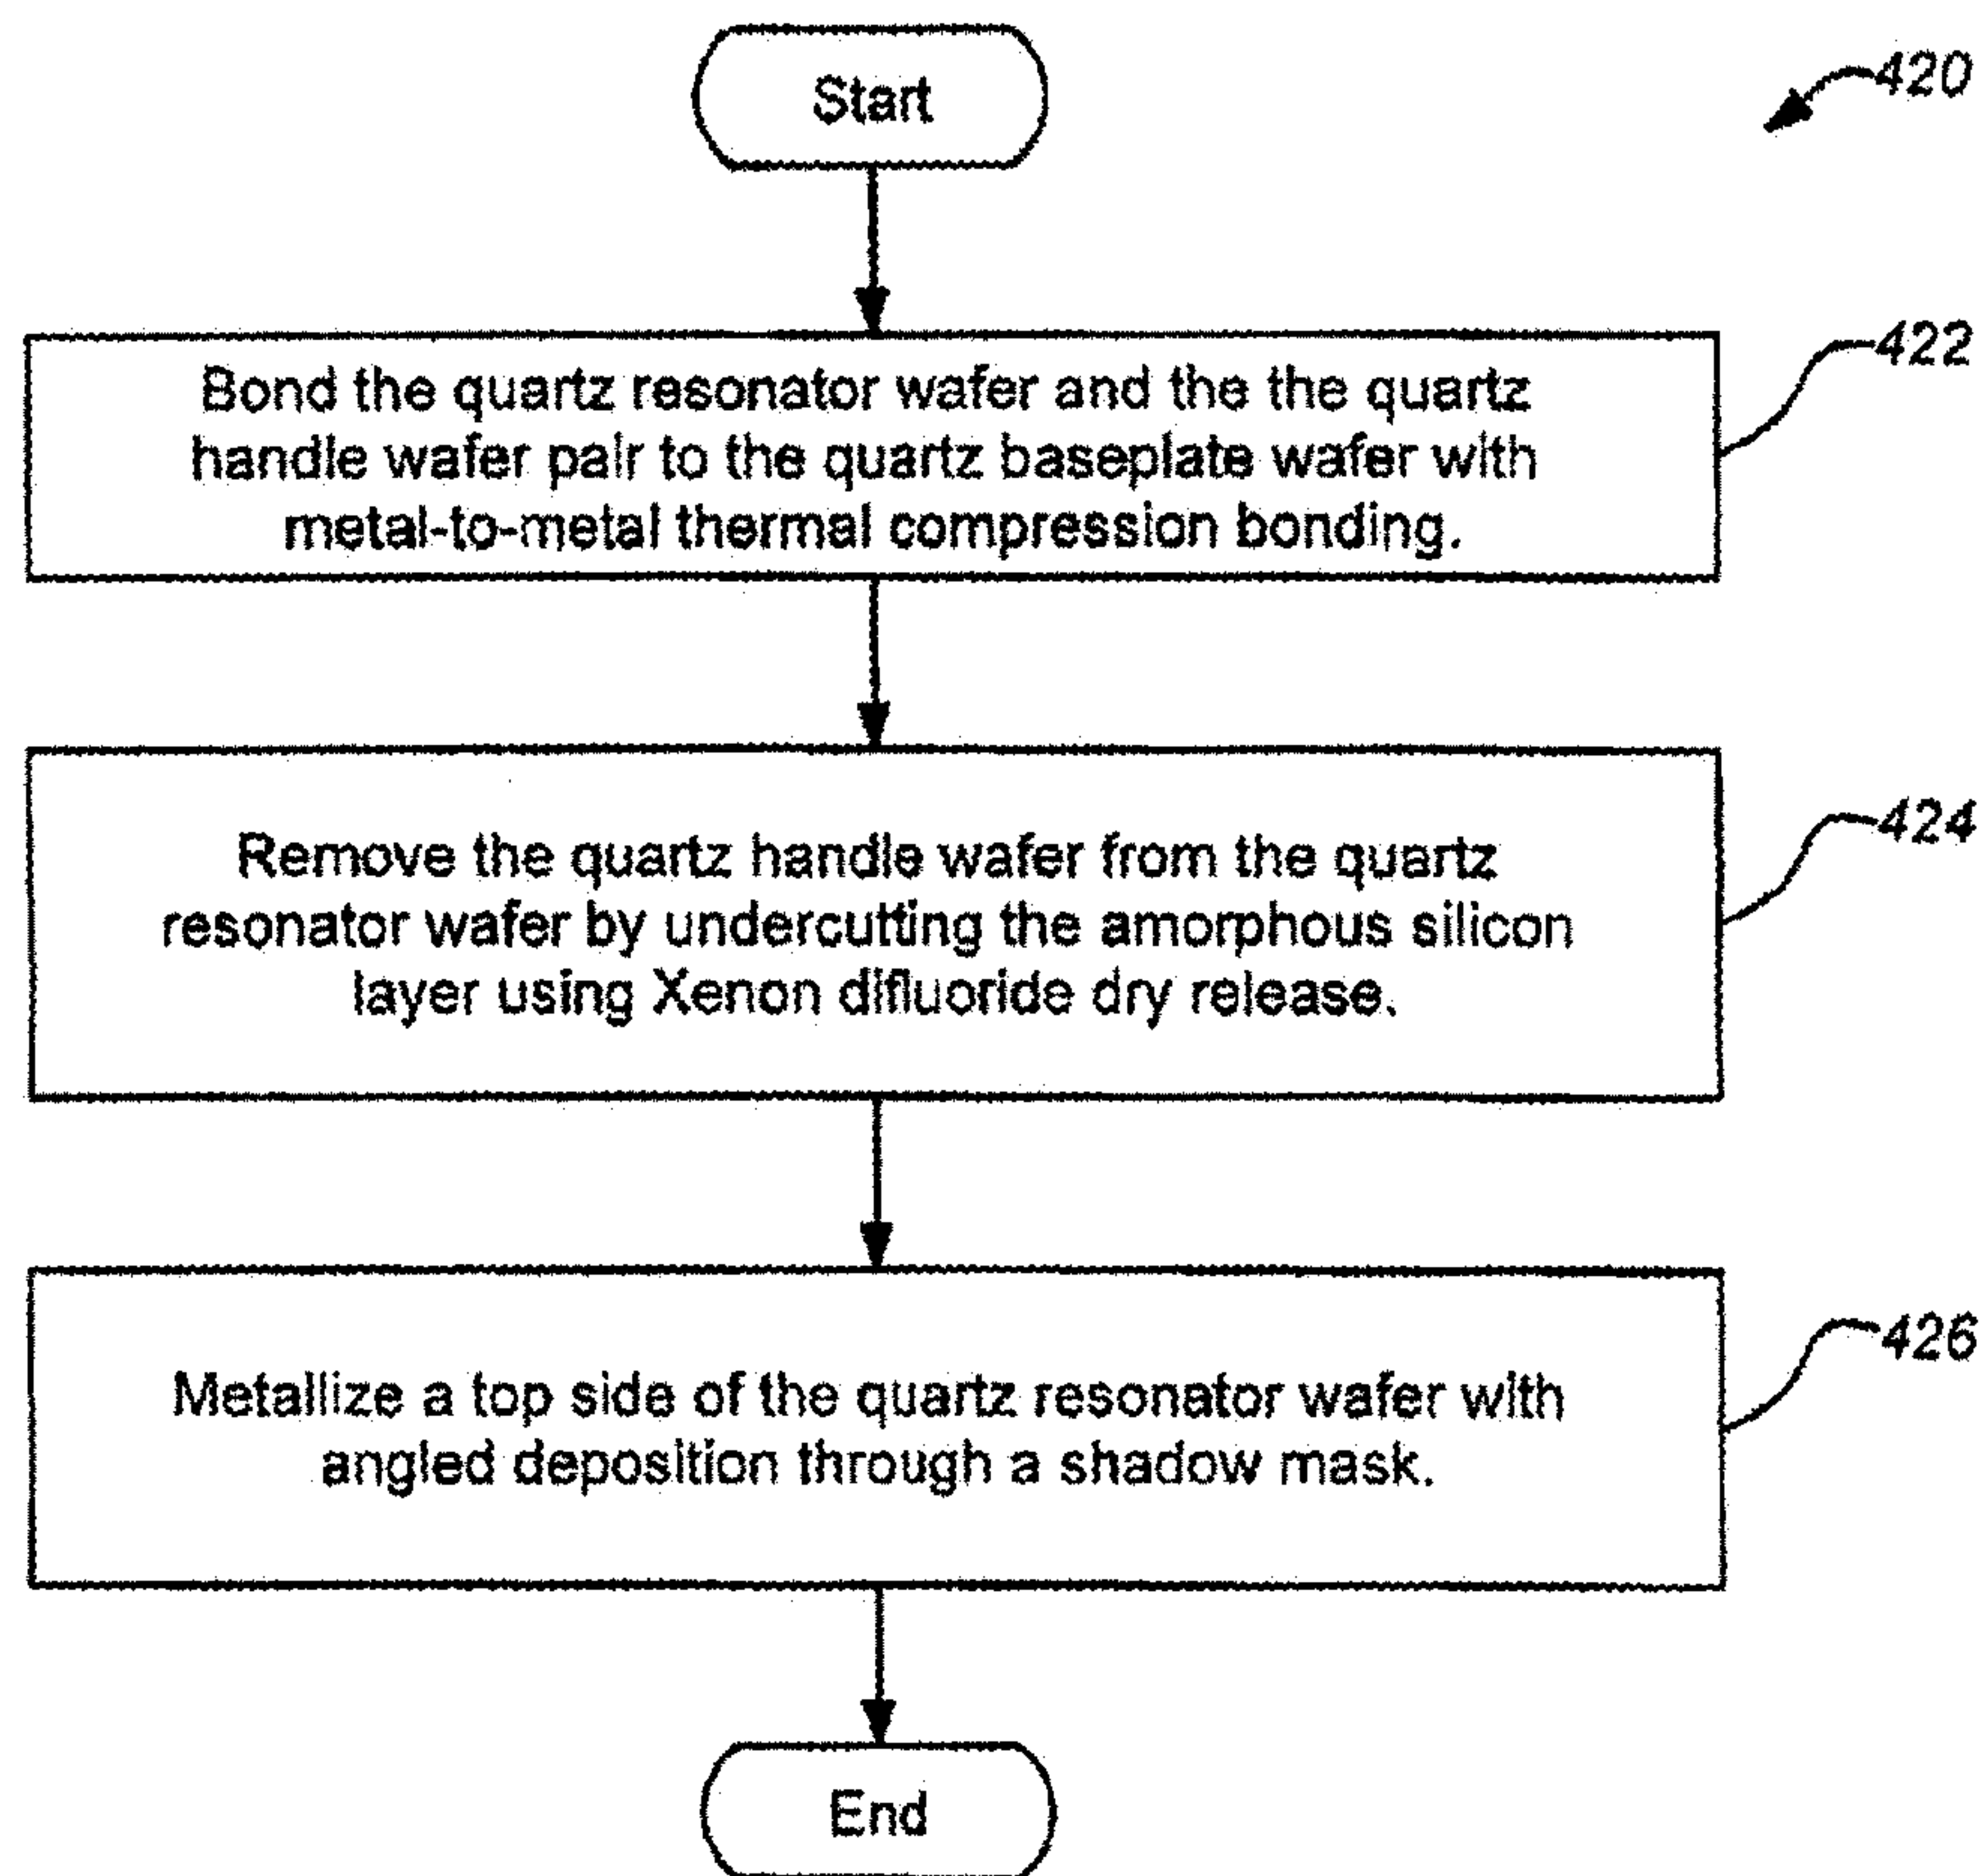 Start
420
Bond the quartz resonator wafer and the the quartz
handle wafer pair to the quartz baseplate wafer with
metal-to-metal thermal compression bonding.
422
Remove the quartz handle wafer from the quartz
resonator wafer by undercutting the amorphous silicon
layer using Xenon difluoride dry release.
424
Metallize a top side of the quartz resonator wafer with
angled deposition through a shadow mask.
426
End